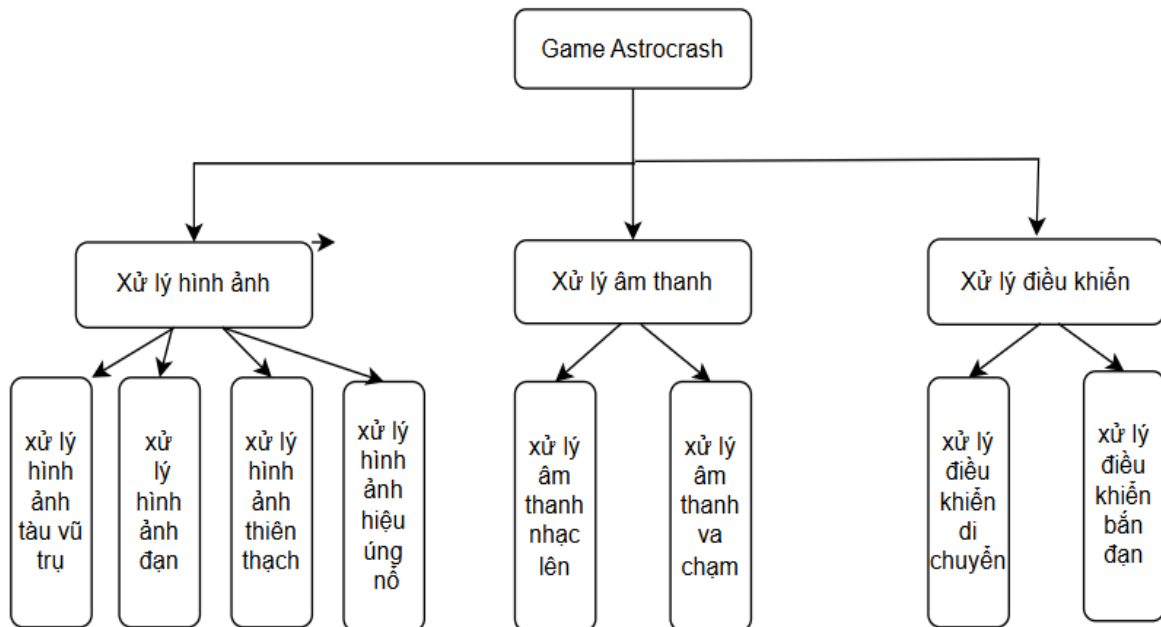 Game Astrocrash
Xử lý hình ảnh
Xử lý âm thanh
Xử lý điều khiển
xử lý
hình
ảnh
tàu vũ
trụ
xử
lý
hình
ảnh
đạn
xử lý
hình
ảnh
thiên
thạch
xử lý
hình
ảnh
hiệu
úng
nổ
xử lý
âm
thanh
nhạc
lên
xử lý
âm
thanh
va
chạm
xử lý
điều
khiển
di
chuyển
xử lý
điều
khiển
bắn
đạn